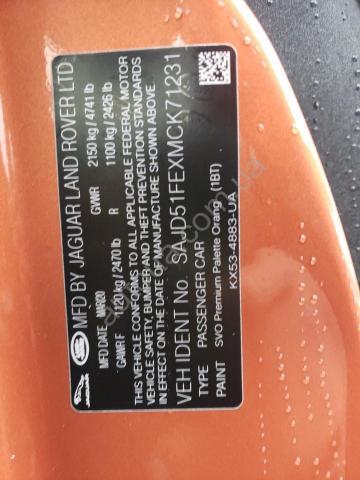 MFD BY JAGUAR LAND ROVER LTD
MFD DATE MAR20 GVWR 2150 kg / 4741 lb
GAWR F 1120 kg / 2470 lb R 1100 kg / 2426 lb
THIS VEHICLE CONFORMS TO ALL APPLICABLE FEDERAL MOTOR
VEHICLE SAFETY, BUMPER AND THEFT PREVENTION STANDARDS
IN EFFECT ON THE DATE OF MANUFACTURE SHOWN ABOVE.
VEH IDENT No. SAJD51FEXMCK71231
TYPE PASSENGER CAR
PAINT SVO Premium Palette Orang (1BT)
KX53-4883-UA